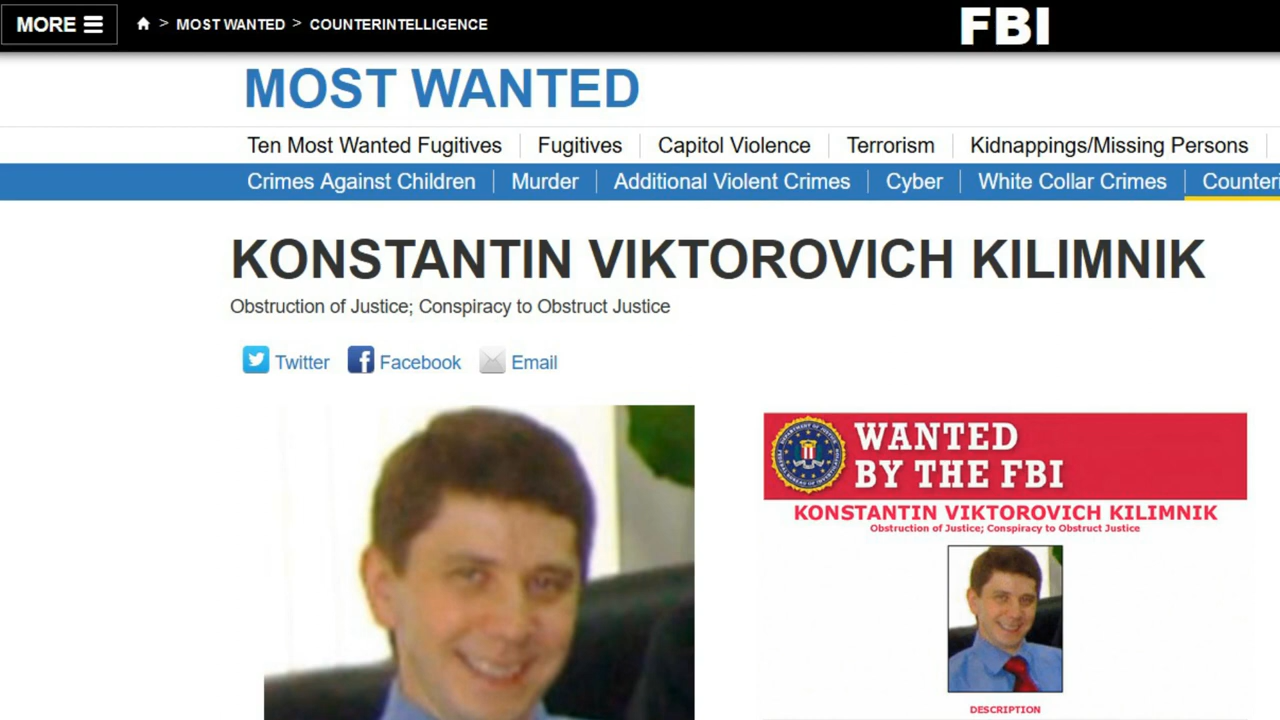 MORE
> MOST WANTED > COUNTERINTELLIGENCE
FBI
MOST WANTED
Ten Most Wanted Fugitives
Fugitives
Capitol Violence
Terrorism
Kidnappings/Missing Persons
Crimes Against Children
Murder
Additional Violent Crimes
Cyber
White Collar Crimes
Counteri
KONSTANTIN VIKTOROVICH KILIMNIK
Obstruction of Justice; Conspiracy to Obstruct Justice
Twitter
Facebook
Email
WANTED
BY THE FBI
KONSTANTIN VIKTOROVICH KILIMNIK
Obstruction of Justice; Conspiracy to Obstruct Justice
DESCRIPTION